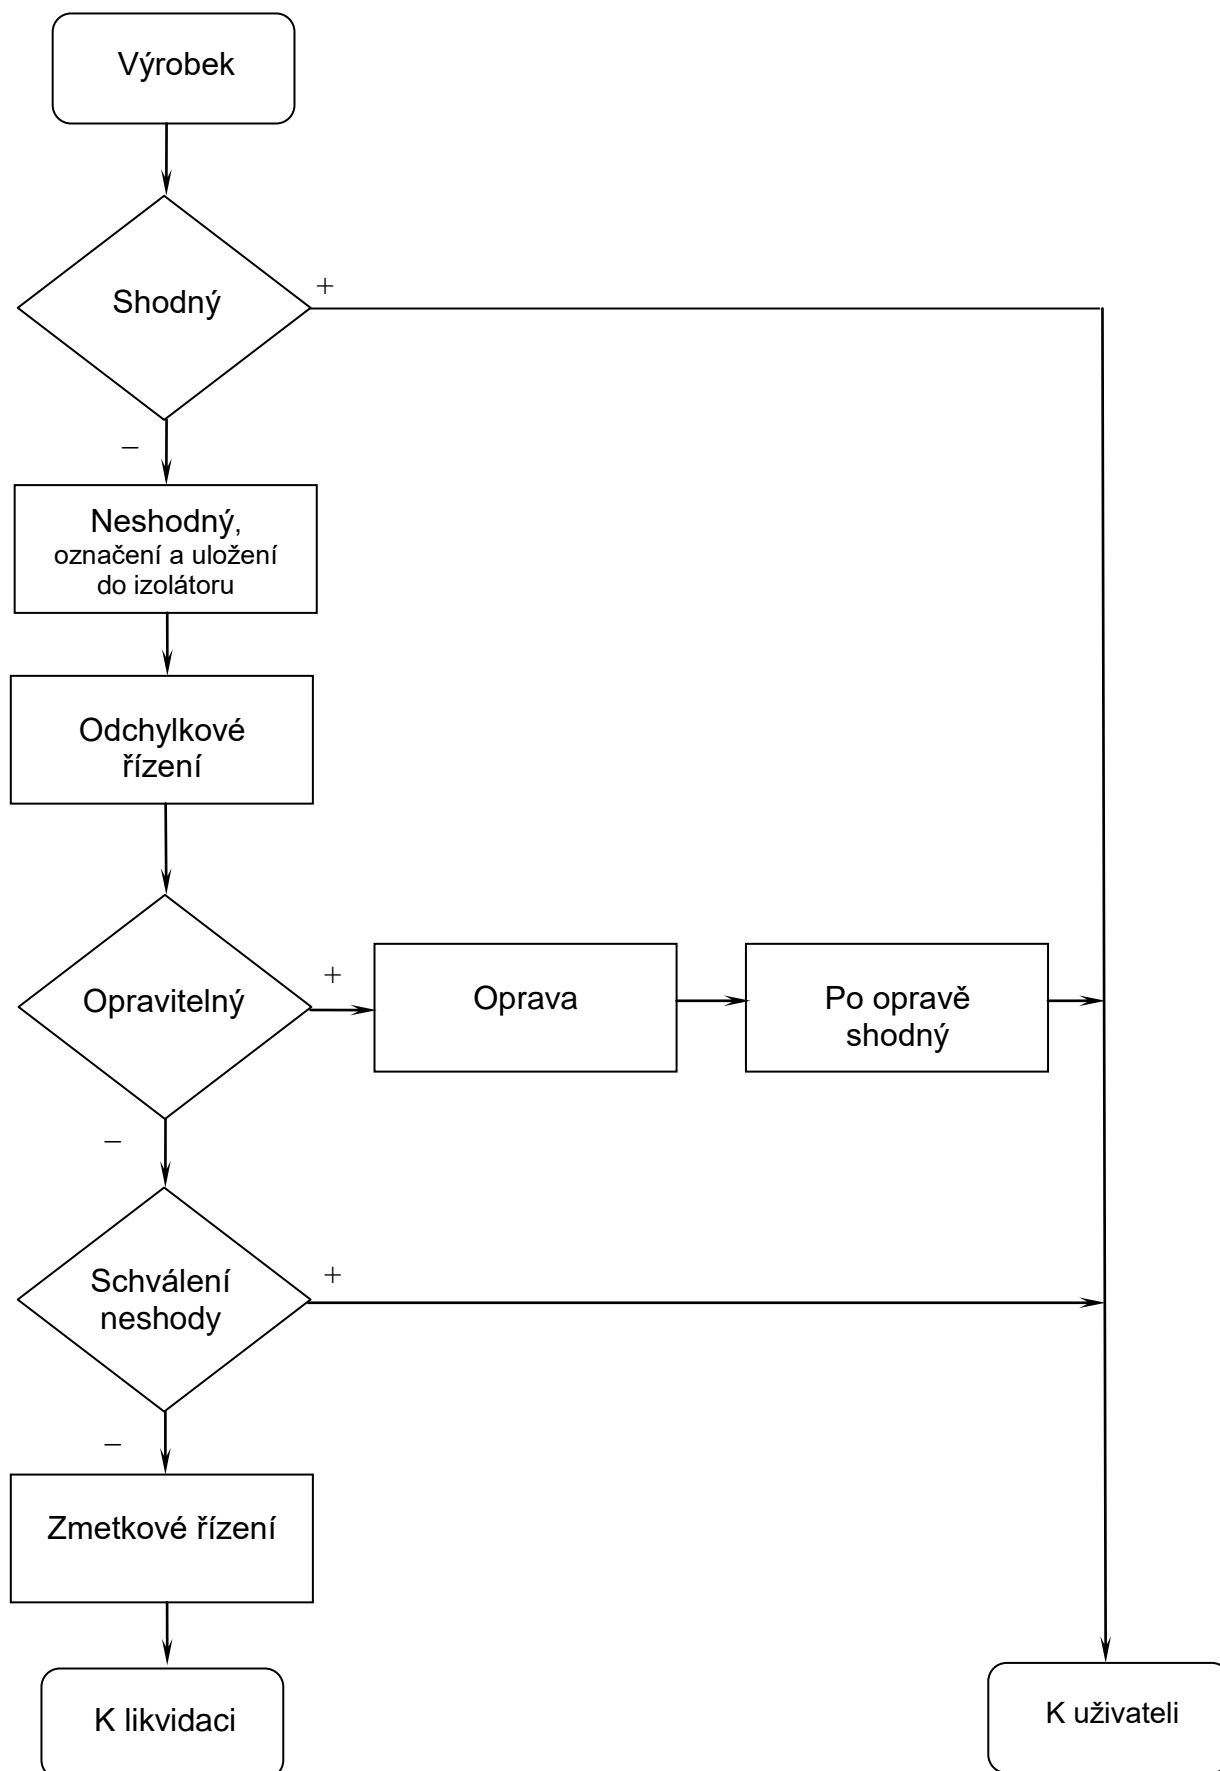 Výrobek
+
Shodný
–
Neshodný,
označení a uložení
do izolátoru
Odchylkové
řízení
+
Opravitelný
Oprava
Po opravě
shodný
–
+
Schválení
neshody
–
Zmetkové řízení
K likvidaci
K uživateli